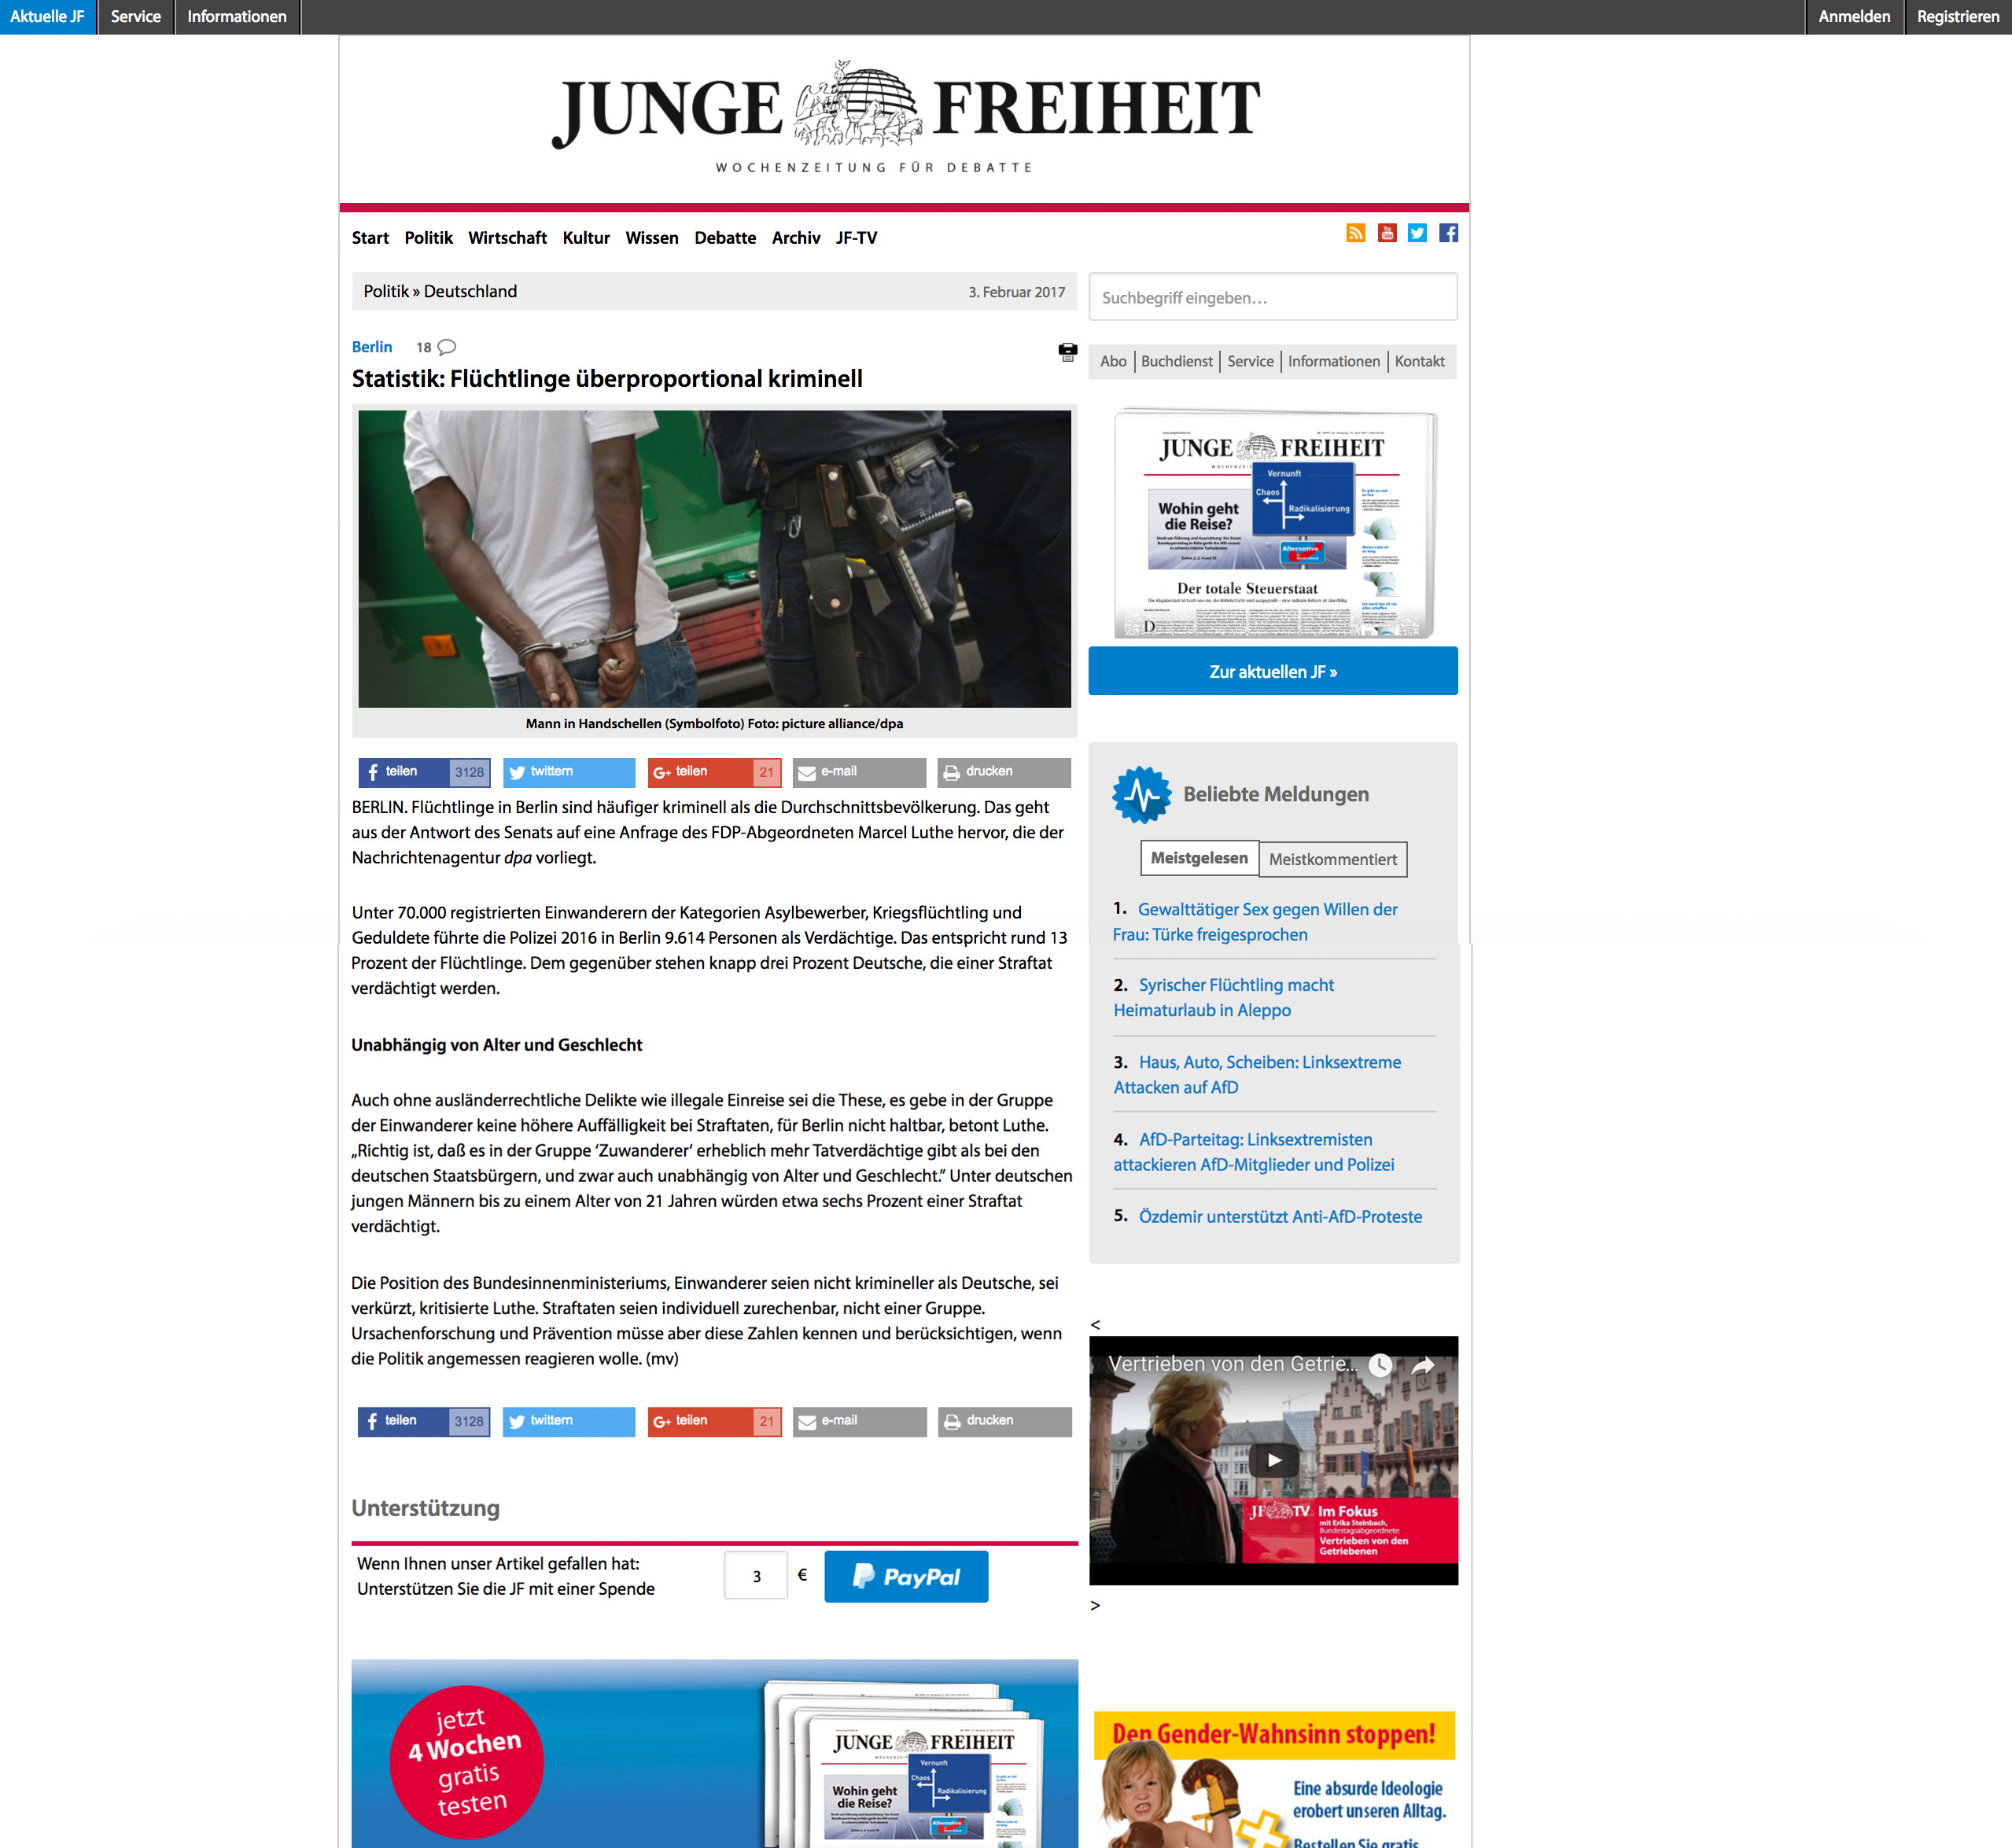 Aktuelle JF
Service
Informationen
Anmelden
Registrieren
JUNGE FREIHEIT
WOCHENZEITUNG FÜR DEBATTE
Start Politik Wirtschaft Kultur Wissen Debatte Archiv JF-TV
Politik » Deutschland
3. Februar 2017
Berlin 18
Statistik: Flüchtlinge überproportional kriminell
Mann in Handschellen (Symbolfoto) Foto: picture alliance/dpa
teilen 3128
twittern
G+ teilen 21
e-mail
drucken
BERLIN. Flüchtlinge in Berlin sind häufiger kriminell als die Durchschnittsbevölkerung. Das geht
aus der Antwort des Senats auf eine Anfrage des FDP-Abgeordneten Marcel Luthe hervor, die der
Nachrichtenagentur dpa vorliegt.
Unter 70.000 registrierten Einwanderern der Kategorien Asylbewerber, Kriegsflüchtling und
Geduldete führte die Polizei 2016 in Berlin 9.614 Personen als Verdächtige. Das entspricht rund 13
Prozent der Flüchtlinge. Dem gegenüber stehen knapp drei Prozent Deutsche, die einer Straftat
verdächtigt werden.
Unabhängig von Alter und Geschlecht
Auch ohne ausländerrechtliche Delikte wie illegale Einreise sei die These, es gebe in der Gruppe
der Einwanderer keine höhere Auffälligkeit bei Straftaten, für Berlin nicht haltbar, betont Luthe.
„Richtig ist, daß es in der Gruppe ‘Zuwanderer’ erheblich mehr Tatverdächtige gibt als bei den
deutschen Staatsbürgern, und zwar auch unabhängig von Alter und Geschlecht.” Unter deutschen
jungen Männern bis zu einem Alter von 21 Jahren würden etwa sechs Prozent einer Straftat
verdächtigt.
Die Position des Bundesinnenministeriums, Einwanderer seien nicht krimineller als Deutsche, sei
verkürzt, kritisierte Luthe. Straftaten seien individuell zurechenbar, nicht einer Gruppe.
Ursachenforschung und Prävention müsse aber diese Zahlen kennen und berücksichtigen, wenn
die Politik angemessen reagieren wolle. (mv)
teilen 3128
twittern
G+ teilen 21
e-mail
drucken
Unterstützung
Wenn Ihnen unser Artikel gefallen hat:
Unterstützen Sie die JF mit einer Spende
3 €
PayPal
jetzt
4 Wochen
gratis
testen
JUNGE FREIHEIT
Vernunft
Chaos
Radikalisierung
Wohin geht
die Reise?
Alternative
Suchbegriff eingeben…
Abo Buchdienst Service Informationen Kontakt
JUNGE FREIHEIT
Vernunft
Chaos
Radikalisierung
Wohin geht
die Reise?
Alternative
Der totale Steuerstaat
Zur aktuellen JF »
Beliebte Meldungen
Meistgelesen
Meistkommentiert
1. Gewalttätiger Sex gegen Willen der
Frau: Türke freigesprochen
2. Syrischer Flüchtling macht
Heimaturlaub in Aleppo
3. Haus, Auto, Scheiben: Linksextreme
Attacken auf AfD
4. AfD-Parteitag: Linksextremisten
attackieren AfD-Mitglieder und Polizei
5. Özdemir unterstützt Anti-AfD-Proteste
<
Vertrieben von den Getrie...
JF TV
Im Fokus
mit Erika Steinbach,
Bundestagsabgeordnete:
Vertrieben von den
Getriebenen
>
Den Gender-Wahnsinn stoppen!
Eine absurde Ideologie
erobert unseren Alltag.
Bestellen Sie gratis